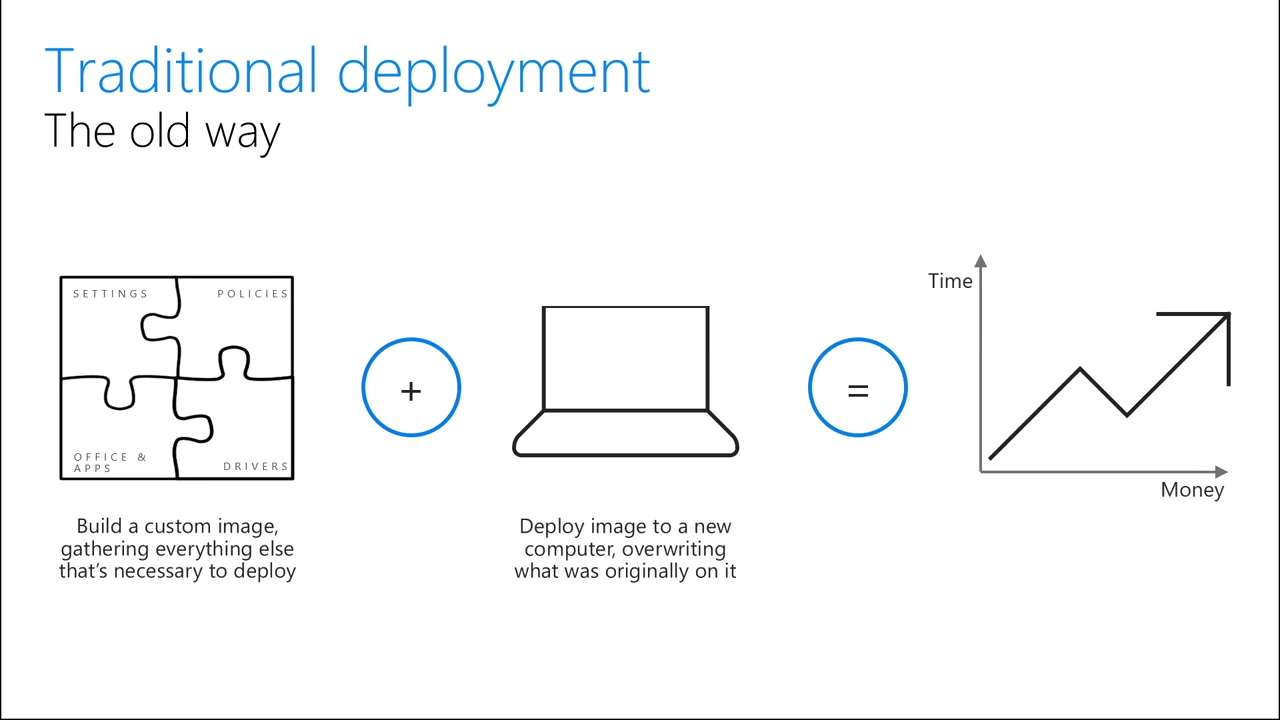 Traditional deployment
The old way
SETTINGS
POLICIES
OFFICE &
APPS
DRIVERS
Build a custom image,
gathering everything else
that's necessary to deploy
+
Deploy image to a new
computer, overwriting
what was originally on it
=
Time
Money